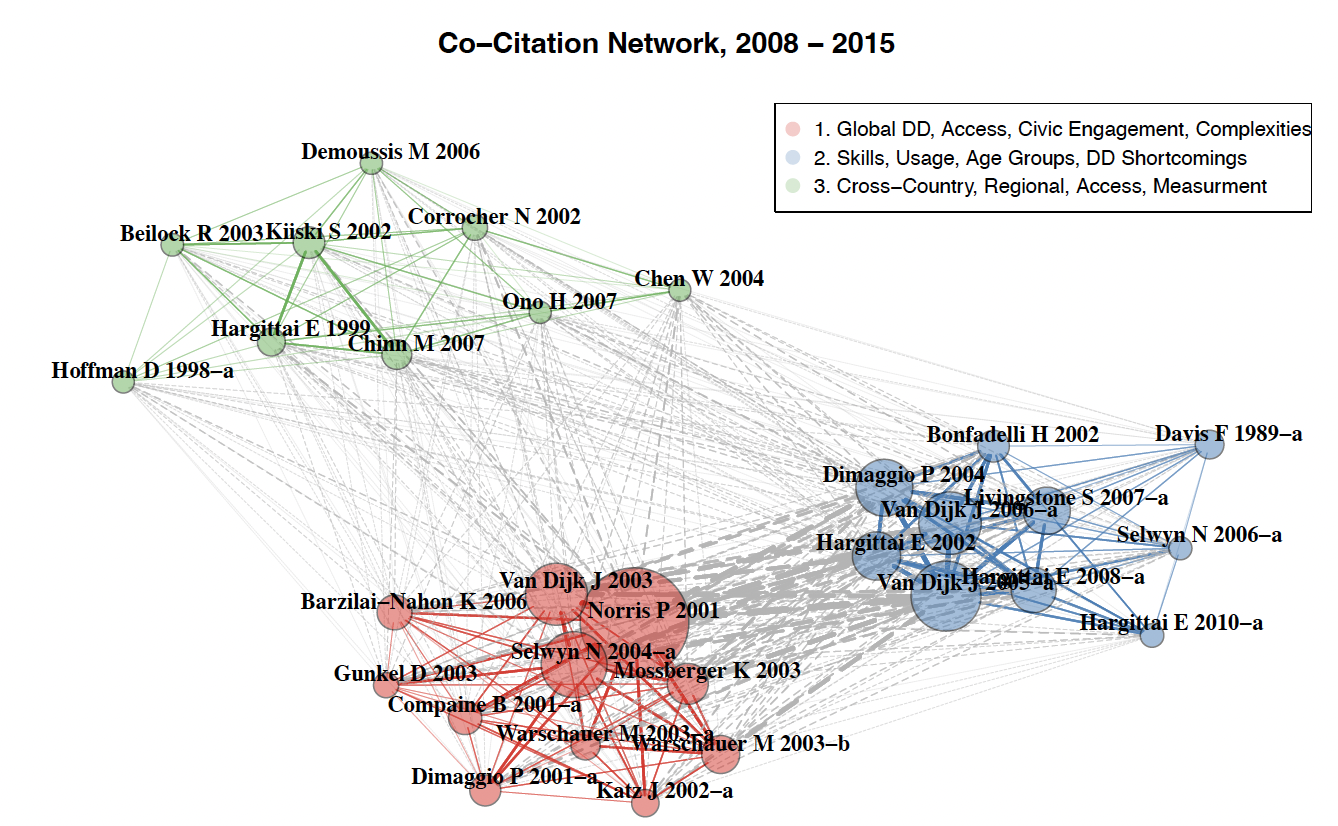 Co−Citation Network, 2008 − 2015
1. Global DD, Access, Civic Engagement, Complexities
2. Skills, Usage, Age Groups, DD Shortcomings
3. Cross−Country, Regional, Access, Measurment
Demoussis M 2006
Corrocher N 2002
Beilock R 2003
Kiiski S 2002
Chen W 2004
Ono H 2007
Hargittai E 1999
Chinn M 2007
Hoffman D 1998−a
Bonfadelli H 2002
Davis F 1989−a
Dimaggio P 2004
Livingstone S 2007−a
Van Dijk J 2006−a
Selwyn N 2006−a
Hargittai E 2002
Hargittai E 2008−a
Van Dijk J 2005−a
Hargittai E 2010−a
Van Dijk J 2003
Barzilai−Nahon K 2006
Norris P 2001
Selwyn N 2004−a
Mossberger K 2003
Gunkel D 2003
Compaine B 2001−a
Warschauer M 2003−a
Warschauer M 2003−b
Dimaggio P 2001−a
Katz J 2002−a